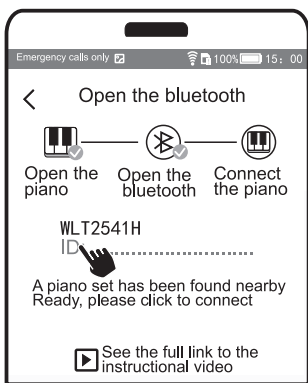 Emergency calls only 100% 15: 00
Open the bluetooth
Open the piano
Open the bluetooth
Connect the piano
WLT2541H
ID
A piano set has been found nearby
Ready, please click to connect
See the full link to the
instructional video